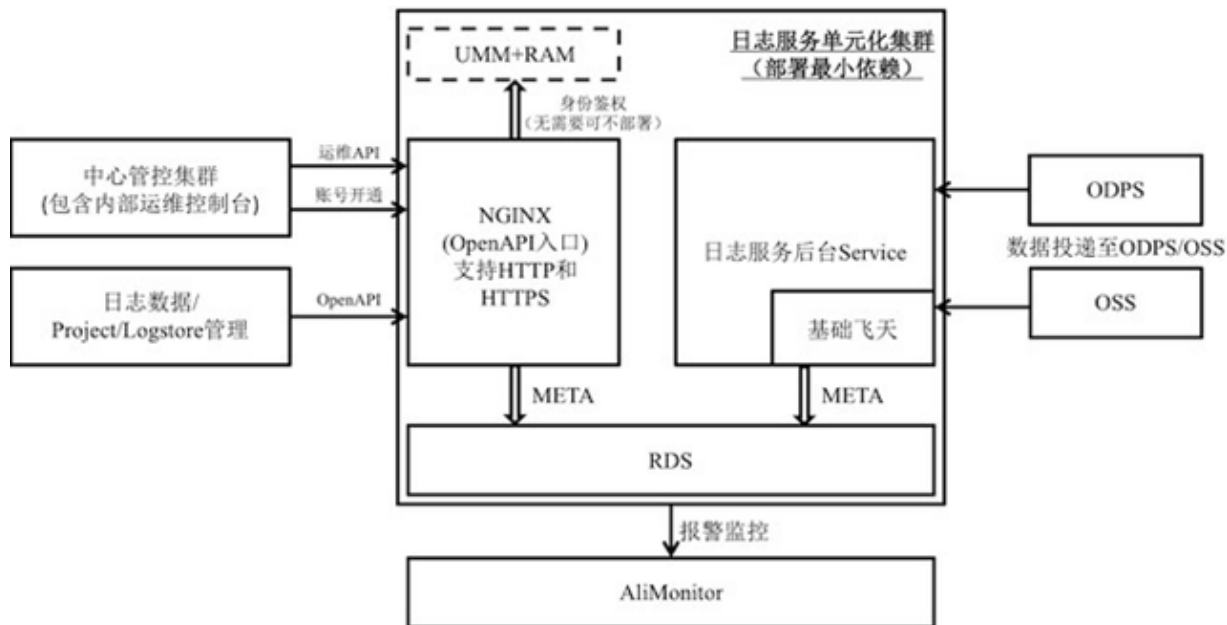 日志服务单元化集群
（部署最小依赖）
UMM+RAM
身份鉴权
（无需要可不部署）
中心管控集群
(包含内部运维控制台)
运维API
账号开通
日志数据/
Project/Logstore管理
OpenAPI
NGINX
(OpenAPI入口)
支持HTTP和
HTTPS
日志服务后台Service
基础飞天
ODPS
数据投递至ODPS/OSS
OSS
META
META
RDS
报警监控
AliMonitor